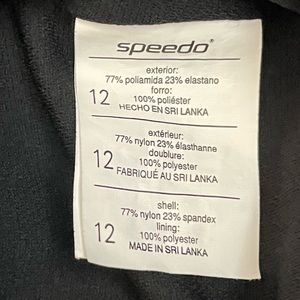 speedo®
exterior:
77% poliamida 23% elastano
forro:
12 100% poliéster
HECHO EN SRI LANKA
extérieur:
77% nylon 23% élasthanne
12 doublure:
100% polyester
FABRIQUÉ AU SRI LANKA
shell:
77% nylon 23% spandex
12 lining:
100% polyester
MADE IN SRI LANKA